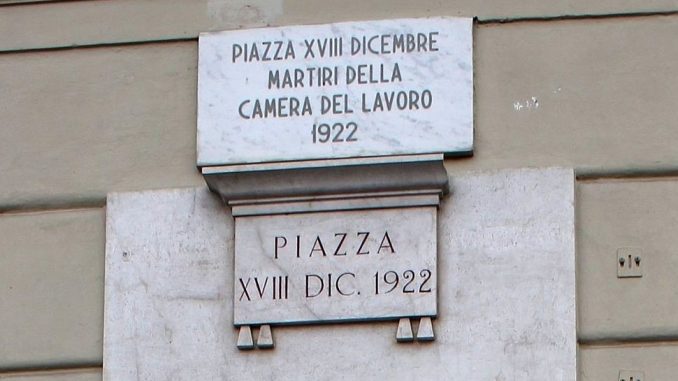 PIAZZA XVIII DICEMBRE
MARTIRI DELLA
CAMERA DEL LAVORO
1922
PIAZZA
XVIII DIC. 1922